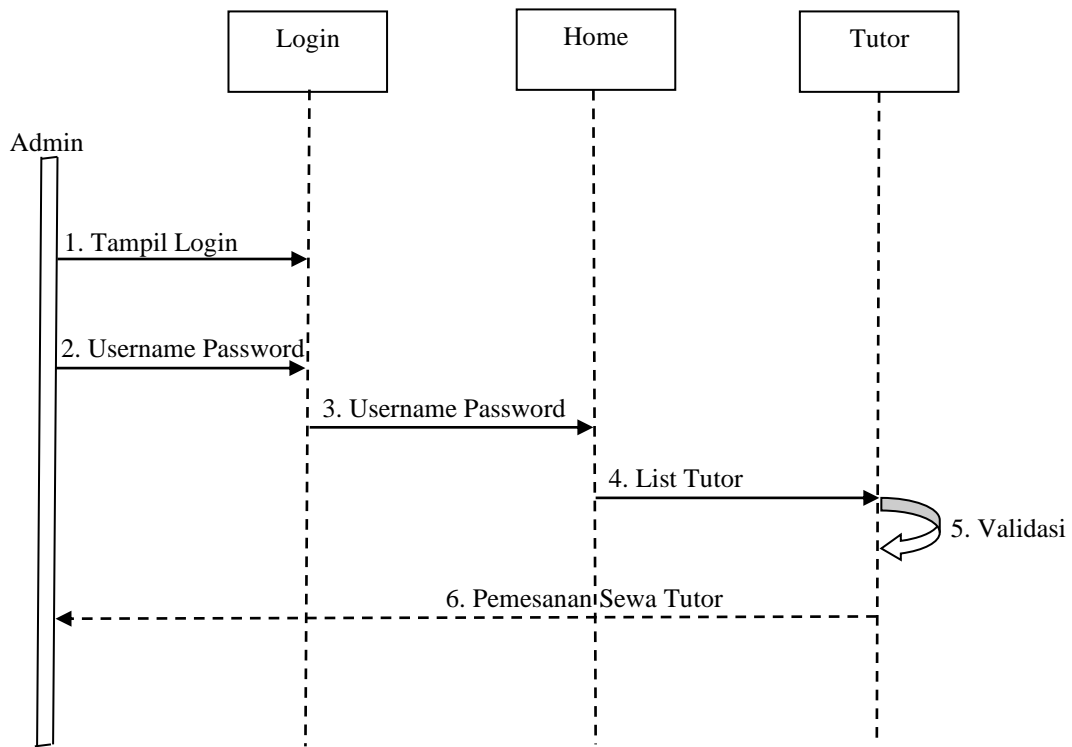 Login
Home
Tutor
Admin
1. Tampil Login
2. Username Password
3. Username Password
4. List Tutor
5. Validasi
6. Pemesanan Sewa Tutor